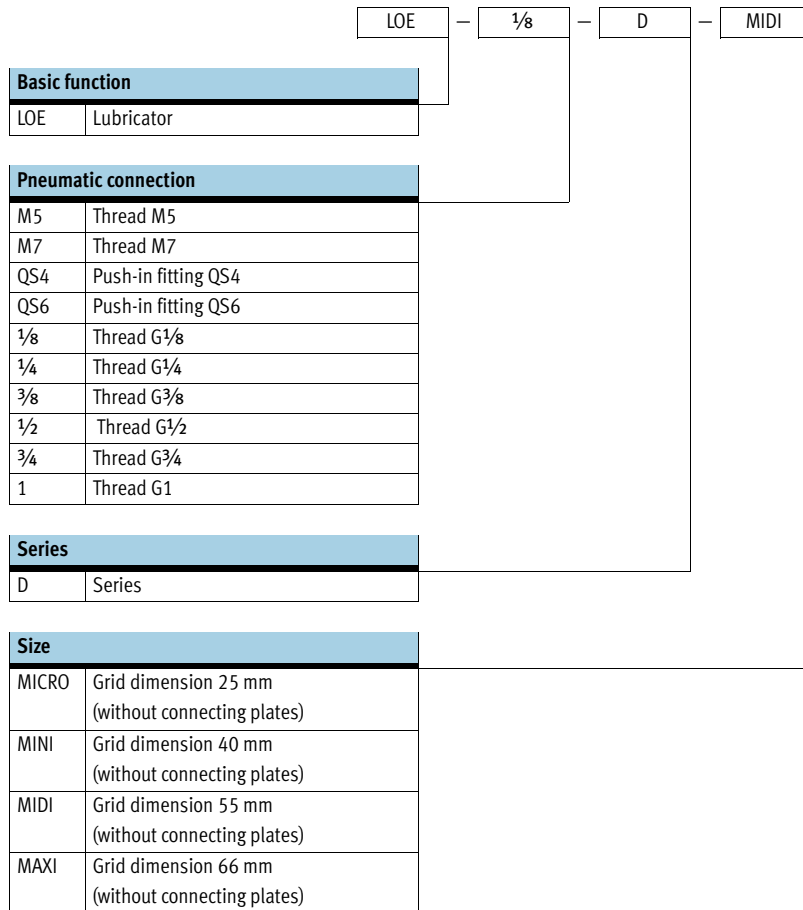 LOE – ⅛ – D – MIDI
Basic function
LOE Lubricator
Pneumatic connection
M5 Thread M5
M7 Thread M7
QS4 Push-in fitting QS4
QS6 Push-in fitting QS6
⅛ Thread G⅛
¼ Thread G¼
⅜ Thread G⅜
½ Thread G½
¾ Thread G¾
1 Thread G1
Series
D Series
Size
MICRO Grid dimension 25 mm
(without connecting plates)
MINI Grid dimension 40 mm
(without connecting plates)
MIDI Grid dimension 55 mm
(without connecting plates)
MAXI Grid dimension 66 mm
(without connecting plates)